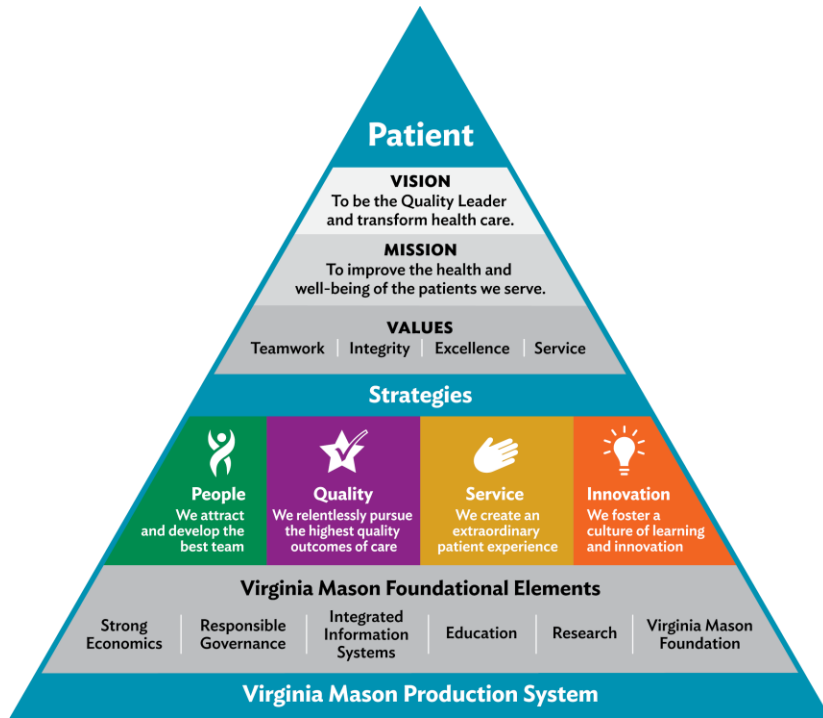 Patient
VISION
To be the Quality Leader
and transform health care.
MISSION
To improve the health and
well-being of the patients we serve.
VALUES
Teamwork
Integrity
Excellence
Service
Strategies
People
We attract
and develop the
best team
Quality
We relentlessly pursue
the highest quality
outcomes of care
Service
We create an
extraordinary
patient experience
Innovation
We foster a
culture of learning
and innovation
Virginia Mason Foundational Elements
Strong
Economics
Responsible
Governance
Integrated
Information
Systems
Education
Research
Virginia Mason
Foundation
Virginia Mason Production System